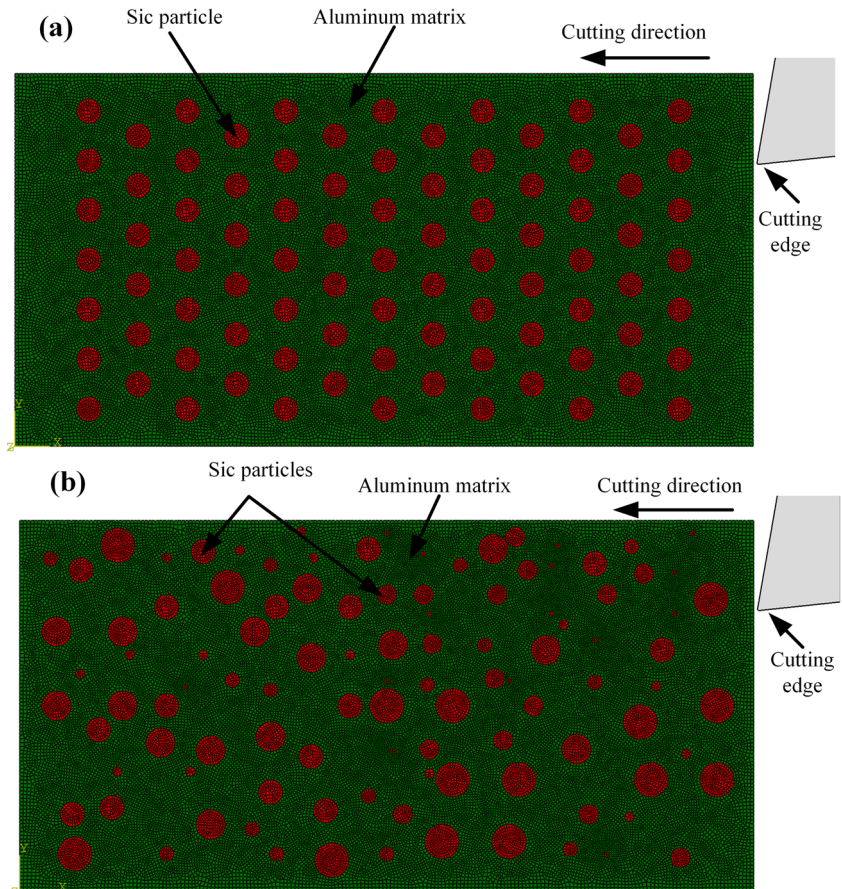 (a)
Sic particle
Aluminum matrix
Cutting direction
Cutting
edge
Y
Z
X
(b)
Sic particles
Aluminum matrix
Cutting direction
Cutting
edge
Y
X